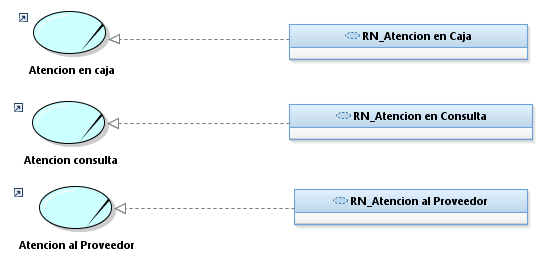 RN_Atencion en Caja
Atencion en caja
RN_Atencion en Consulta
Atencion consulta
RN_Atencion al Proveedor
Atencion al Proveedor